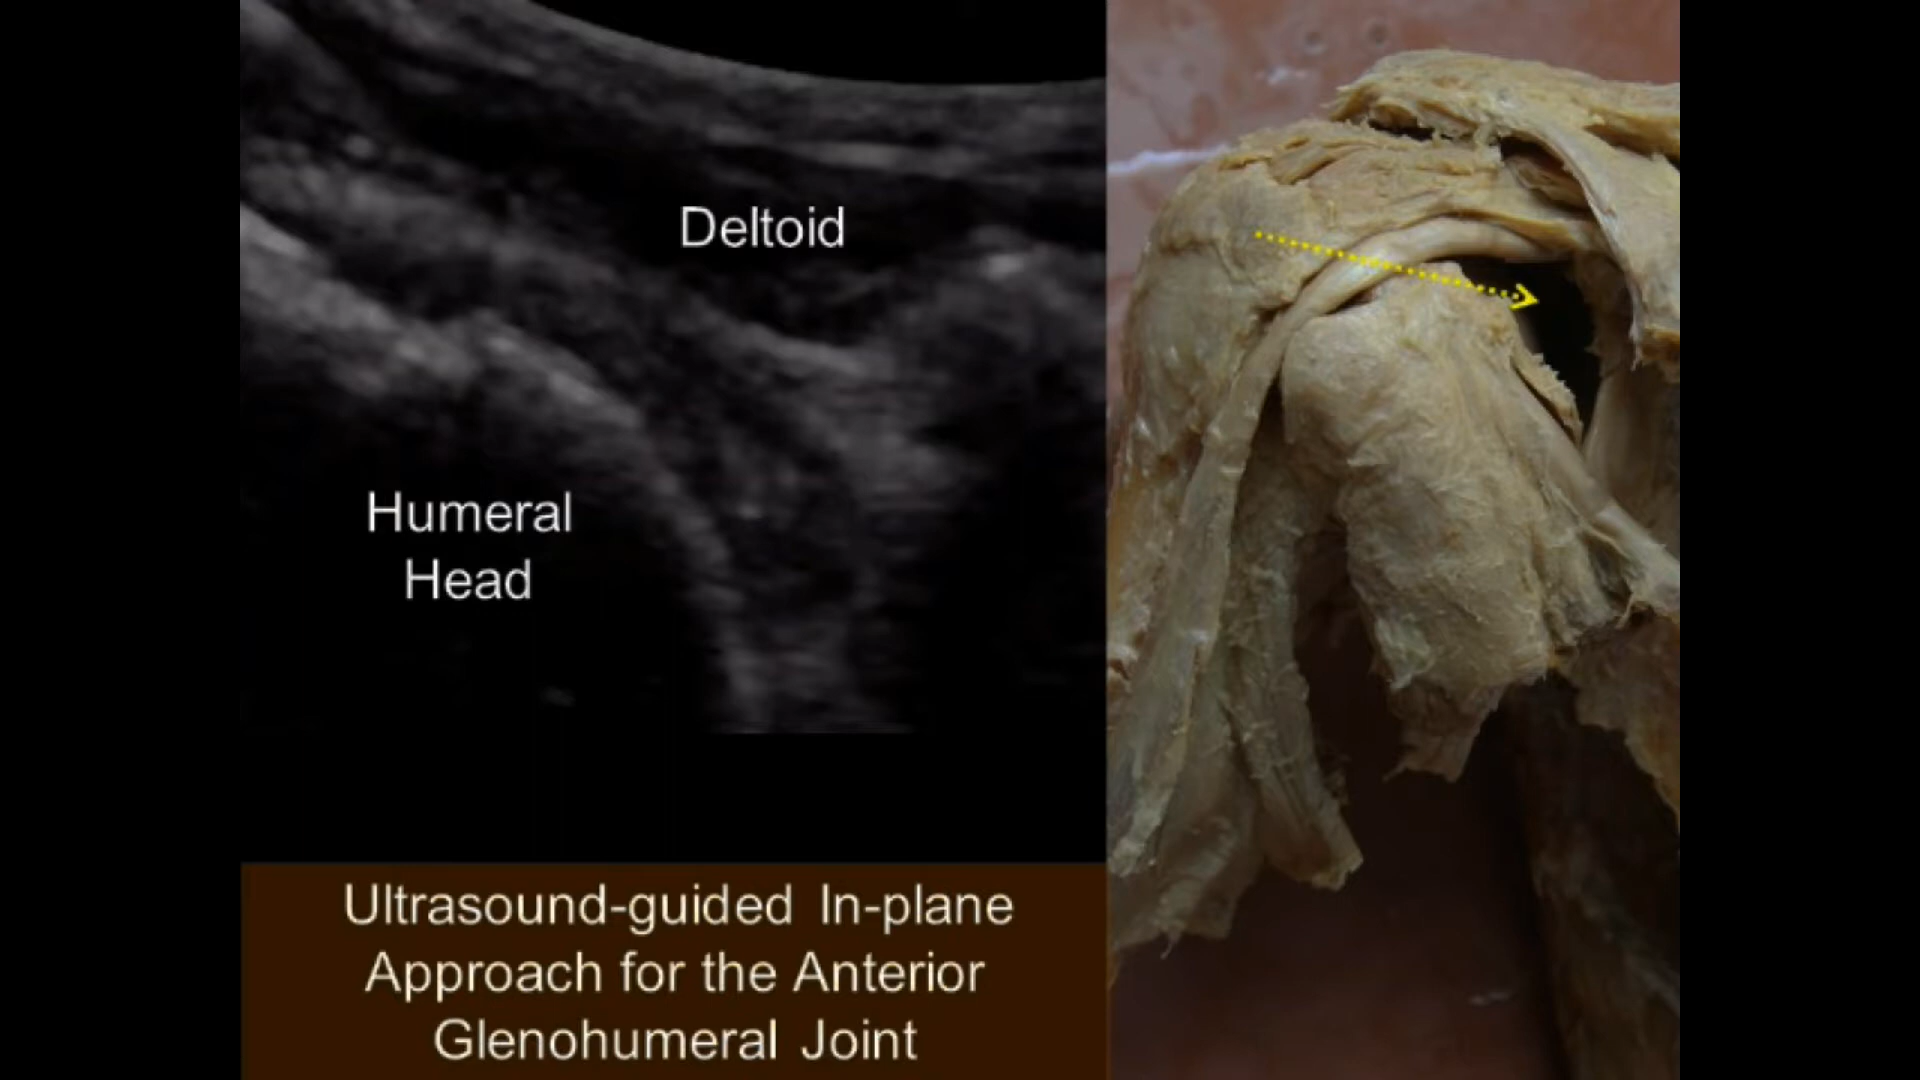 Deltoid
Humeral
Head
Ultrasound-guided In-plane
Approach for the Anterior
Glenohumeral Joint